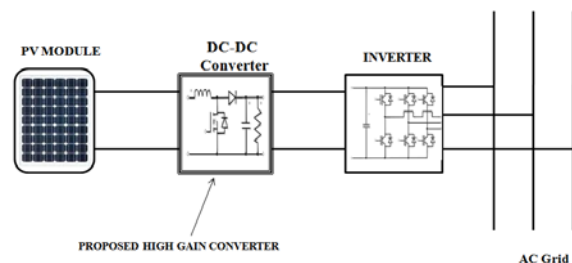 PV MODULE
DC-DC
Converter
INVERTER
PROPOSED HIGH GAIN CONVERTER
AC Grid